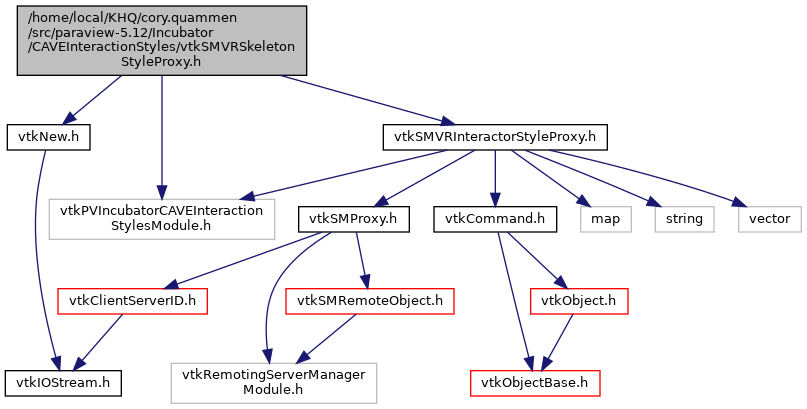 /home/local/KHQ/cory.quammen
/src/paraview-5.12/Incubator
/CAVEInteractionStyles/vtkSMVRSkeleton
StyleProxy.h
vtkNew.h
vtkSMVRInteractorStyleProxy.h
vtkPVIncubatorCAVEInteraction
StylesModule.h
vtkSMProxy.h
vtkCommand.h
map
string
vector
vtkClientServerID.h
vtkSMRemoteObject.h
vtkObject.h
vtkIOStream.h
vtkRemotingServerManager
Module.h
vtkObjectBase.h